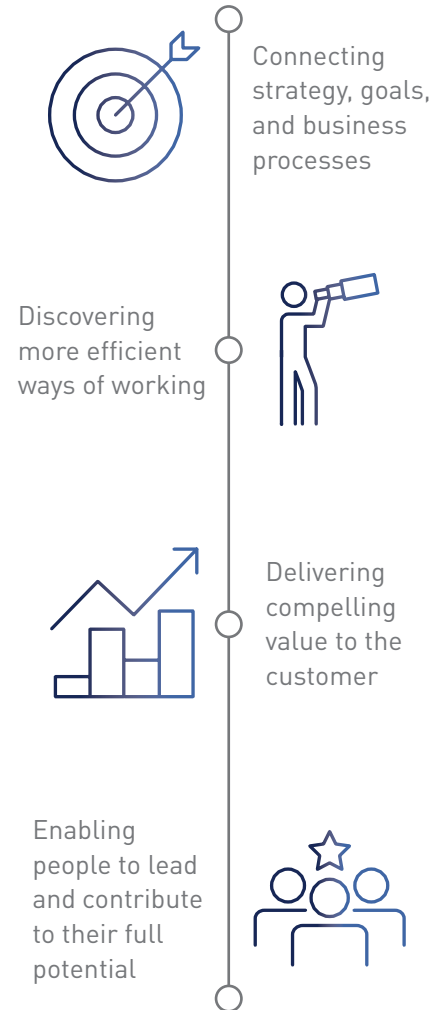 Connecting
strategy, goals,
and business
processes
Discovering
more efficient
ways of working
Delivering
compelling
value to the
customer
Enabling
people to lead
and contribute
to their full
potential